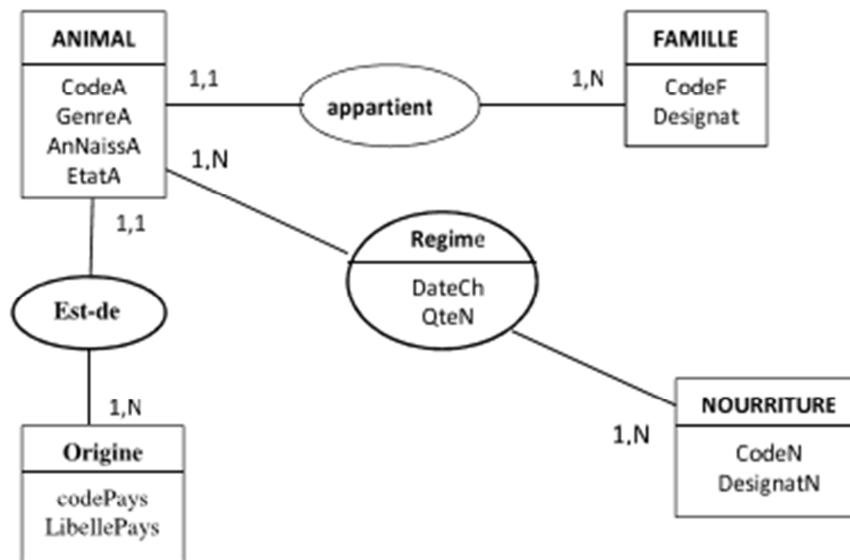 ANIMAL
CodeA
GenreA
AnNaissA
EtatA
1,1
appartient
1,N
FAMILLE
CodeF
Designat
1,N
1,1
Regime
DateCh
QteN
Est-de
1,N
Origine
codePays
LibellePays
1,N
NOURRITURE
CodeN
DesignatN